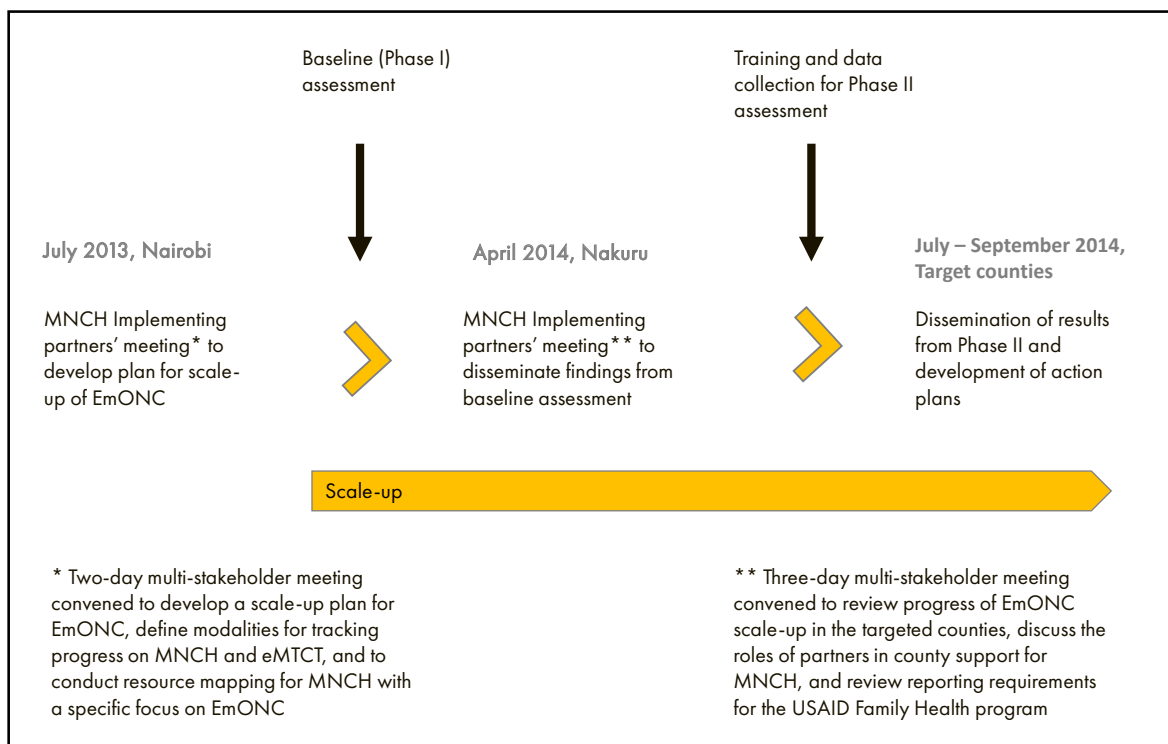 Baseline (Phase I)
assessment
Training and data
collection for Phase II
assessment
July 2013, Nairobi
MNCH Implementing
partners' meeting* to
develop plan for scale-
up of EmONC
April 2014, Nakuru
MNCH Implementing
partners' meeting** to
disseminate findings from
baseline assessment
July – September 2014,
Target counties
Dissemination of results
from Phase II and
development of action
plans
Scale-up
* Two-day multi-stakeholder meeting
convened to develop a scale-up plan for
EmONC, define modalities for tracking
progress on MNCH and eMTCT, and to
conduct resource mapping for MNCH with
a specific focus on EmONC
** Three-day multi-stakeholder meeting
convened to review progress of EmONC
scale-up in the targeted counties, discuss the
roles of partners in county support for
MNCH, and review reporting requirements
for the USAID Family Health program